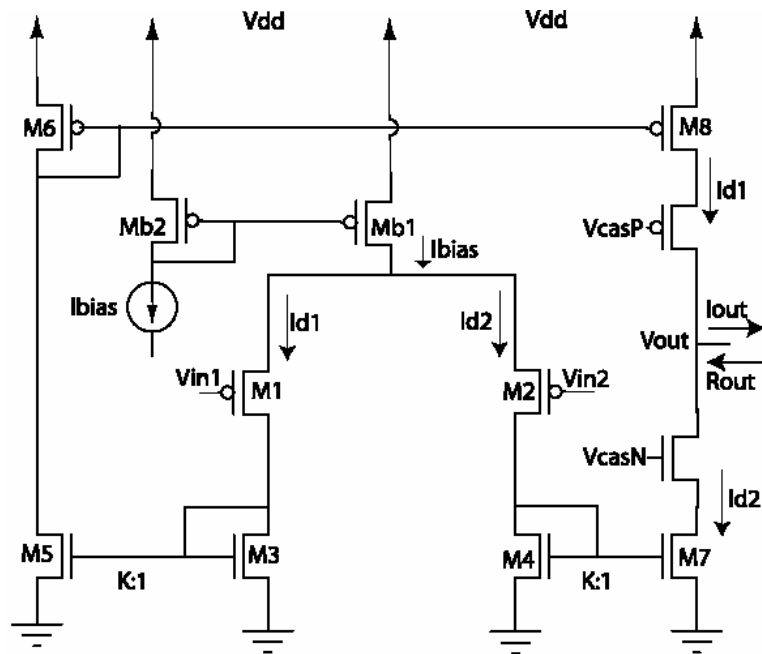 Vdd Vdd
M6 M8
Id1
Mb2 Mb1 VcasP
Ibias
Ibias Id1 Id2 Iout
Vout
Vin1 M1 M2 Vin2 Rout
VcasN
Id2
M5 M3 M4 M7
K:1 K:1